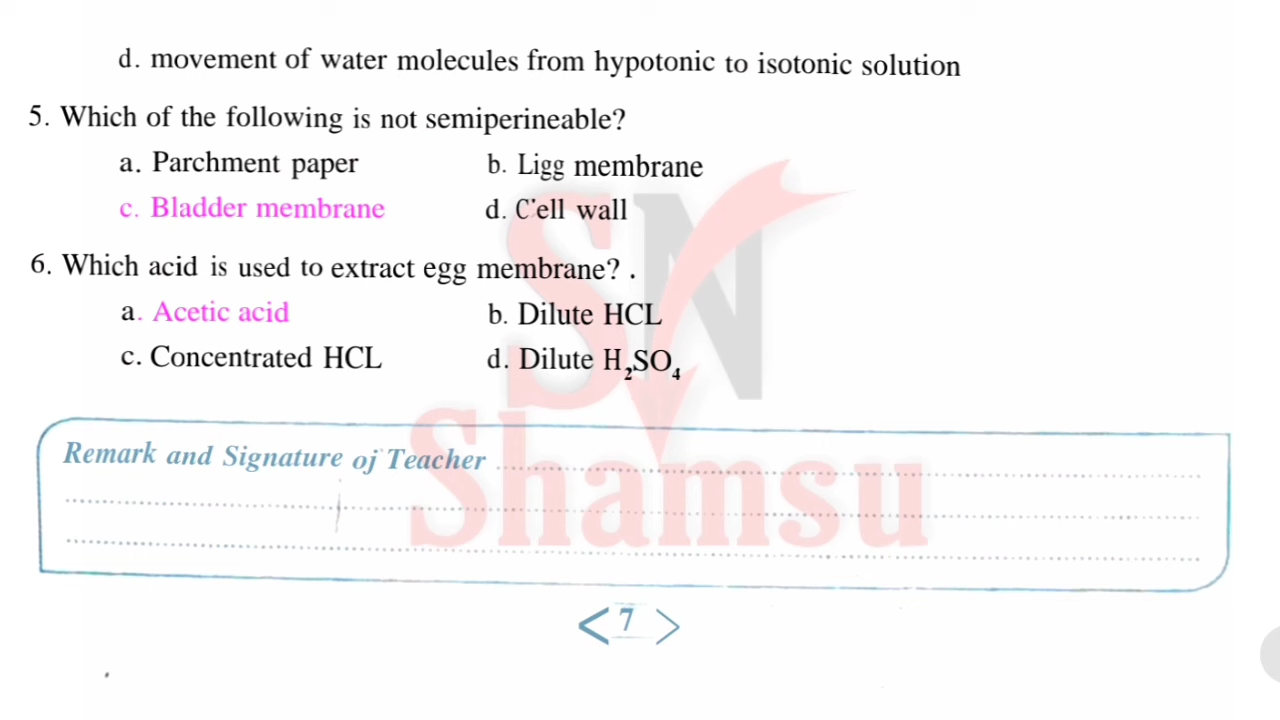 d. movement of water molecules from hypotonic to isotonic solution
5. Which of the following is not semiperineable?
a. Parchment paper b. Ligg membrane
c. Bladder membrane d. C'ell wall
6. Which acid is used to extract egg membrane? .
a. Acetic acid b. Dilute HCL
c. Concentrated HCL d. Dilute H₂SO₄
SN
Shamsu
Remark and Signature oj Teacher
< 7 >